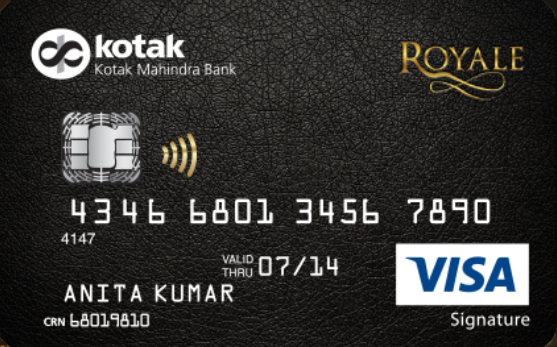 kotak
Kotak Mahindra Bank
ROYALE
4346 6801 3456 7890
4147
VALID THRU 07/14
ANITA KUMAR
VISA
CRN 68019810
Signature